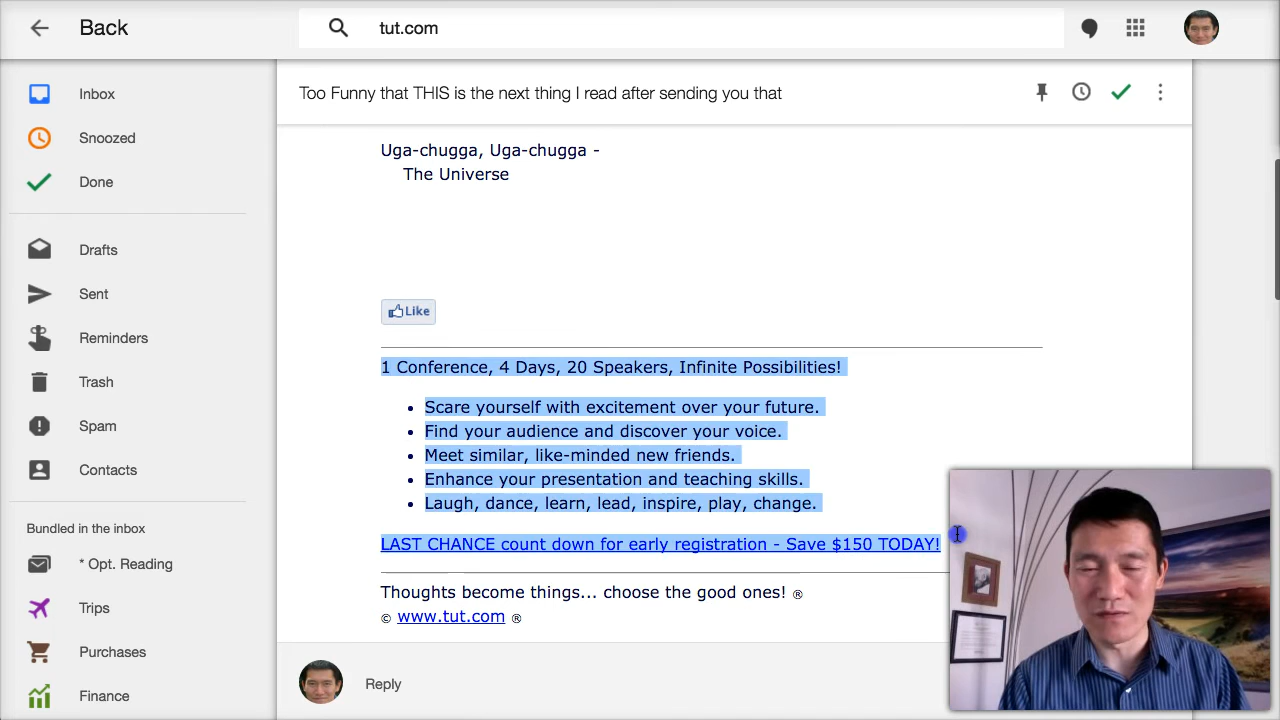 Back
tut.com
Inbox
Snoozed
Done
Drafts
Sent
Reminders
Trash
Spam
Contacts
Bundled in the inbox
* Opt. Reading
Trips
Purchases
Finance
Too Funny that THIS is the next thing I read after sending you that
Uga-chugga, Uga-chugga -
The Universe
Like
1 Conference, 4 Days, 20 Speakers, Infinite Possibilities!
• Scare yourself with excitement over your future.
• Find your audience and discover your voice.
• Meet similar, like-minded new friends.
• Enhance your presentation and teaching skills.
• Laugh, dance, learn, lead, inspire, play, change.
LAST CHANCE count down for early registration - Save $150 TODAY!
Thoughts become things... choose the good ones! ®
© www.tut.com ®
Reply